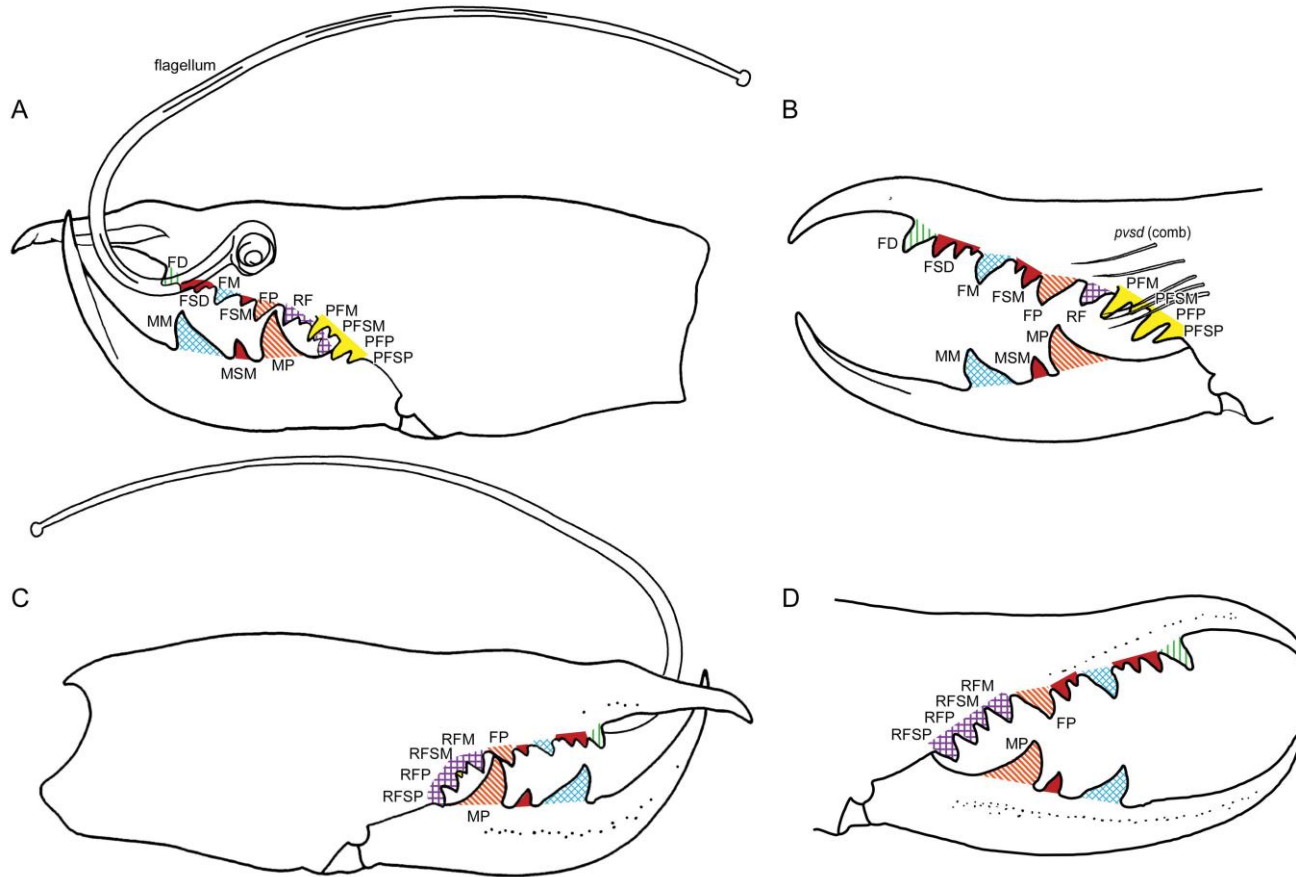 flagellum
A
FD
FSD
FM
FSM
FP
RF
PFM
PFSM
PFP
PFSP
MM
MSM
MP
B
FD
FSD
FM
FSM
FP
RF
pvsd (comb)
PFM
PFSM
PFP
PFSP
MM
MSM
MP
C
RFM
RFSM
RFP
RFSP
FP
MP
D
RFM
RFSM
RFP
RFSP
FP
MP